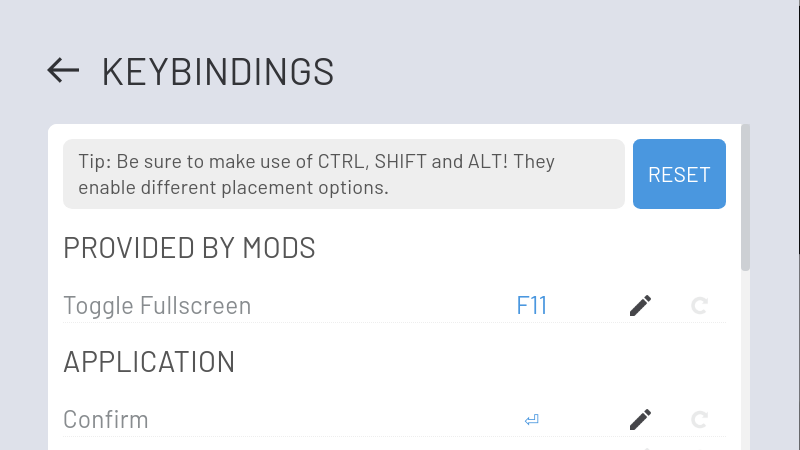 KEYBINDINGS
Tip: Be sure to make use of CTRL, SHIFT and ALT! They
enable different placement options.
RESET
PROVIDED BY MODS
Toggle Fullscreen F11
APPLICATION
Confirm ⏎